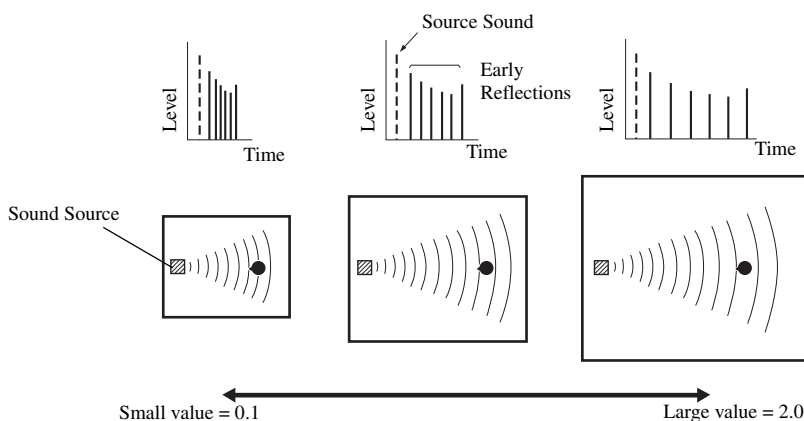 Source Sound
Early
Reflections
Level
Time
Level
Time
Level
Time
Sound Source
Small value = 0.1
Large value = 2.0